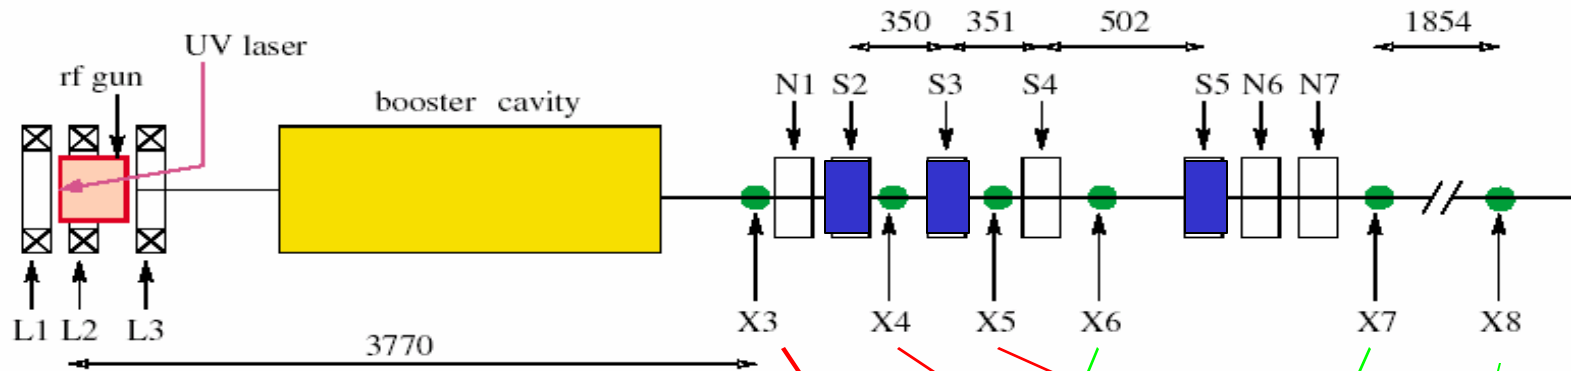 350 351 502 1854
UV laser
rf gun
booster cavity
N1 S2 S3 S4 S5 N6 N7
L1 L2 L3
X3 X4 X5 X6 X7 X8
3770